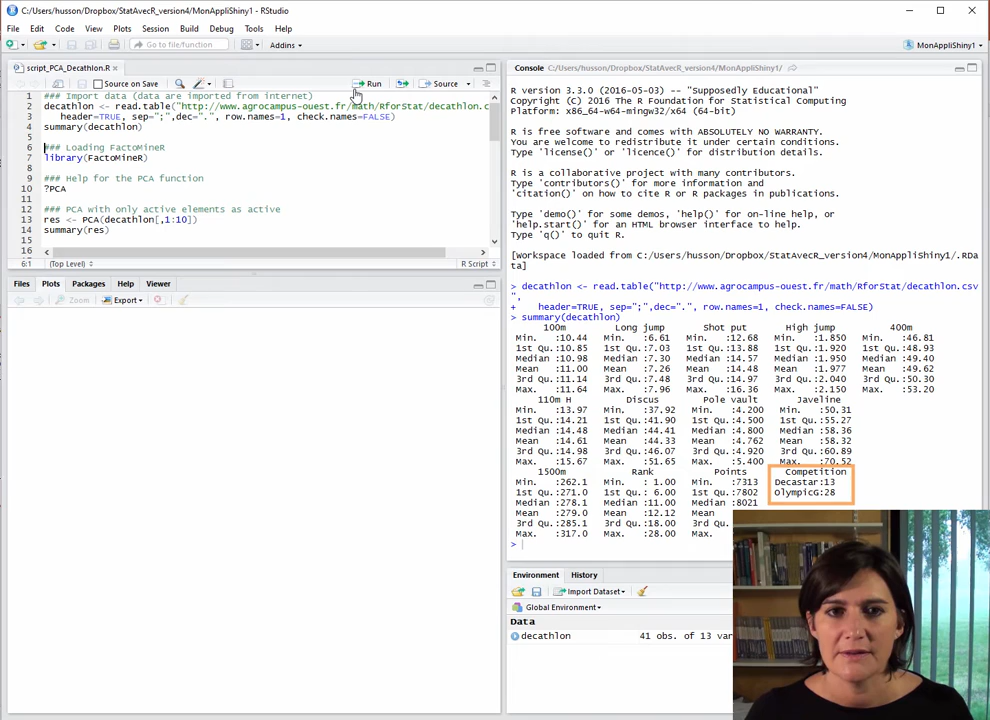 C:/Users/husson/Dropbox/StatAvecR_version4/MonAppliShiny1 - RStudio
File Edit Code View Plots Session Build Debug Tools Help
Go to file/function Addins MonAppliShiny1
script_PCA_Decathlon.R
Source on Save Run Source
1 ### Import data (data are imported from internet)
2 decathlon <- read.table("http://www.agrocampus-ouest.fr/math/RforStat/decathlon.c
3 header=TRUE, sep=";",dec=".", row.names=1, check.names=FALSE)
4 summary(decathlon)
5
6 ### Loading FactoMineR
7 library(FactoMineR)
8
9 ### Help for the PCA function
10 ?PCA
11
12 ### PCA with only active elements as active
13 res <- PCA(decathlon[,1:10])
14 summary(res)
15
16
6:1 (Top Level) R Script
Files Plots Packages Help Viewer
Zoom Export
Console C:/Users/husson/Dropbox/StatAvecR_version4/MonAppliShiny1/
R version 3.3.0 (2016-05-03) -- "Supposedly Educational"
Copyright (C) 2016 The R Foundation for Statistical Computing
Platform: x86_64-w64-mingw32/x64 (64-bit)
R is free software and comes with ABSOLUTELY NO WARRANTY.
You are welcome to redistribute it under certain conditions.
Type 'license()' or 'licence()' for distribution details.
R is a collaborative project with many contributors.
Type 'contributors()' for more information and
'citation()' on how to cite R or R packages in publications.
Type 'demo()' for some demos, 'help()' for on-line help, or
'help.start()' for an HTML browser interface to help.
Type 'q()' to quit R.
[Workspace loaded from C:/Users/husson/Dropbox/StatAvecR_version4/MonAppliShiny1/.RDa
ta]
> decathlon <- read.table("http://www.agrocampus-ouest.fr/math/RforStat/decathlon.csv
",
+ header=TRUE, sep=";",dec=".", row.names=1, check.names=FALSE)
> summary(decathlon)
100m Long jump Shot put High jump 400m
Min. :10.44 Min. :6.61 Min. :12.68 Min. :1.850 Min. :46.81
1st Qu.:10.85 1st Qu.:7.03 1st Qu.:13.88 1st Qu.:1.920 1st Qu.:48.93
Median :10.98 Median :7.30 Median :14.57 Median :1.950 Median :49.40
Mean :11.00 Mean :7.26 Mean :14.48 Mean :1.977 Mean :49.62
3rd Qu.:11.14 3rd Qu.:7.48 3rd Qu.:14.97 3rd Qu.:2.040 3rd Qu.:50.30
Max. :11.64 Max. :7.96 Max. :16.36 Max. :2.150 Max. :53.20
110m H Discus Pole vault Javeline
Min. :13.97 Min. :37.92 Min. :4.200 Min. :50.31
1st Qu.:14.21 1st Qu.:41.90 1st Qu.:4.500 1st Qu.:55.27
Median :14.48 Median :44.41 Median :4.800 Median :58.36
Mean :14.61 Mean :44.33 Mean :4.762 Mean :58.32
3rd Qu.:14.98 3rd Qu.:46.07 3rd Qu.:4.920 3rd Qu.:60.89
Max. :15.67 Max. :51.65 Max. :5.400 Max. :70.52
1500m Rank Points Competition
Min. :262.1 Min. : 1.00 Min. :7313 Decastar:13
1st Qu.:271.0 1st Qu.: 6.00 1st Qu.:7802 OlympicG:28
Median :278.1 Median :11.00 Median :8021
Mean :279.0 Mean :12.12 Mean
3rd Qu.:285.1 3rd Qu.:18.00 3rd Qu.
Max. :317.0 Max. :28.00 Max.
>
Environment History
Import Dataset
Global Environment
Data
decathlon 41 obs. of 13 var